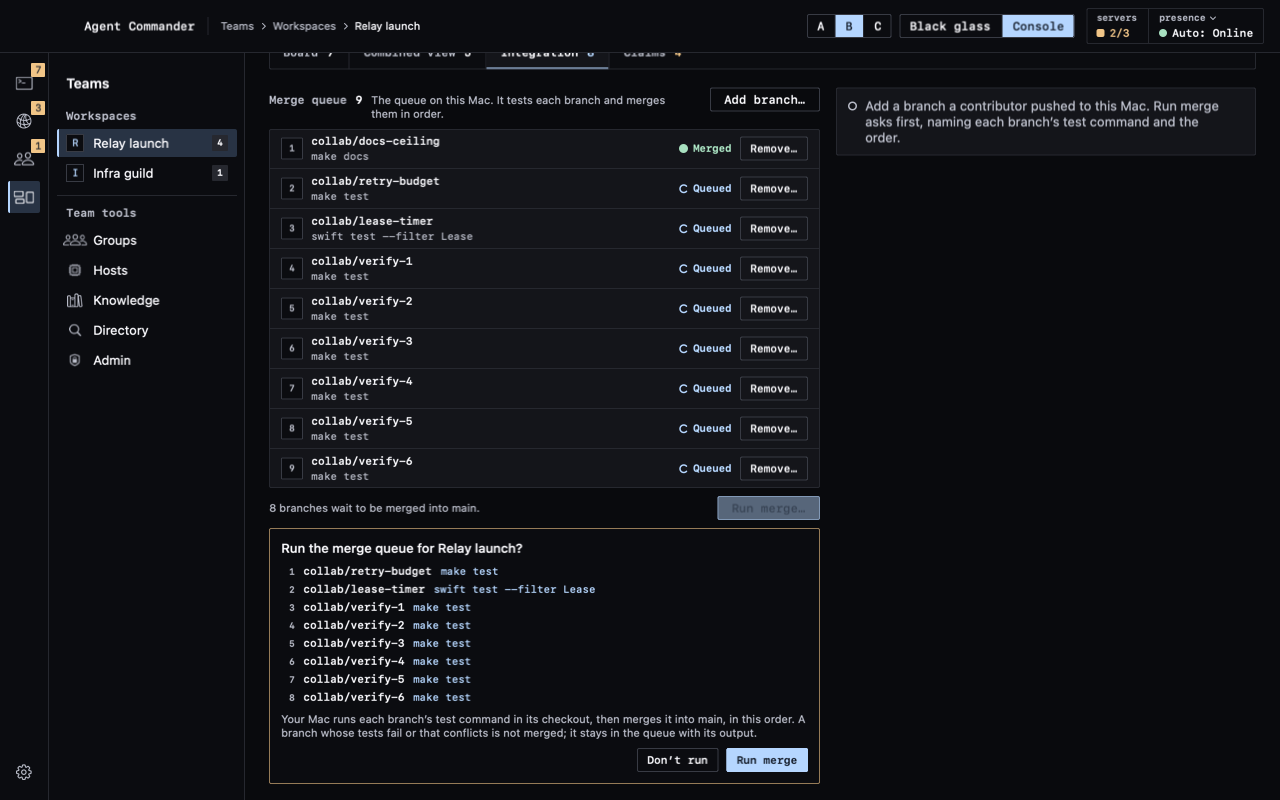 Agent Commander
Teams > Workspaces > Relay launch
A B C
Black glass Console
servers
2/3
presence
Auto: Online
7
3
1
Teams
Workspaces
R Relay launch 4
I Infra guild 1
Team tools
Groups
Hosts
Knowledge
Directory
Admin
Board 7 Combined view 5 Integration 8 Claims 4
Merge queue 9 The queue on this Mac. It tests each branch and merges
them in order.
Add branch…
1 collab/docs-ceiling
make docs
Merged Remove…
2 collab/retry-budget
make test
Queued Remove…
3 collab/lease-timer
swift test --filter Lease
Queued Remove…
4 collab/verify-1
make test
Queued Remove…
5 collab/verify-2
make test
Queued Remove…
6 collab/verify-3
make test
Queued Remove…
7 collab/verify-4
make test
Queued Remove…
8 collab/verify-5
make test
Queued Remove…
9 collab/verify-6
make test
Queued Remove…
8 branches wait to be merged into main.
Run merge…
Run the merge queue for Relay launch?
1 collab/retry-budget make test
2 collab/lease-timer swift test --filter Lease
3 collab/verify-1 make test
4 collab/verify-2 make test
5 collab/verify-3 make test
6 collab/verify-4 make test
7 collab/verify-5 make test
8 collab/verify-6 make test
Your Mac runs each branch’s test command in its checkout, then merges it into main, in this order. A
branch whose tests fail or that conflicts is not merged; it stays in the queue with its output.
Don’t run Run merge
Add a branch a contributor pushed to this Mac. Run merge
asks first, naming each branch’s test command and the
order.